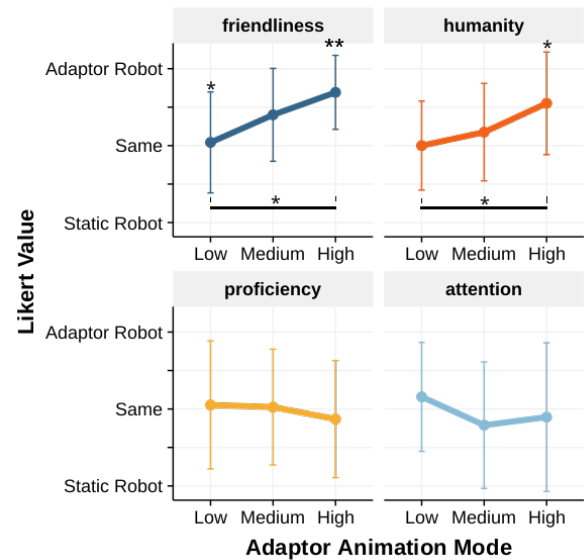 friendliness
humanity
Adaptor Robot
Same
Static Robot
*
**
*
*
*
Low Medium High
Low Medium High
proficiency
attention
Adaptor Robot
Same
Static Robot
Low Medium High
Low Medium High
Likert Value
Adaptor Animation Mode